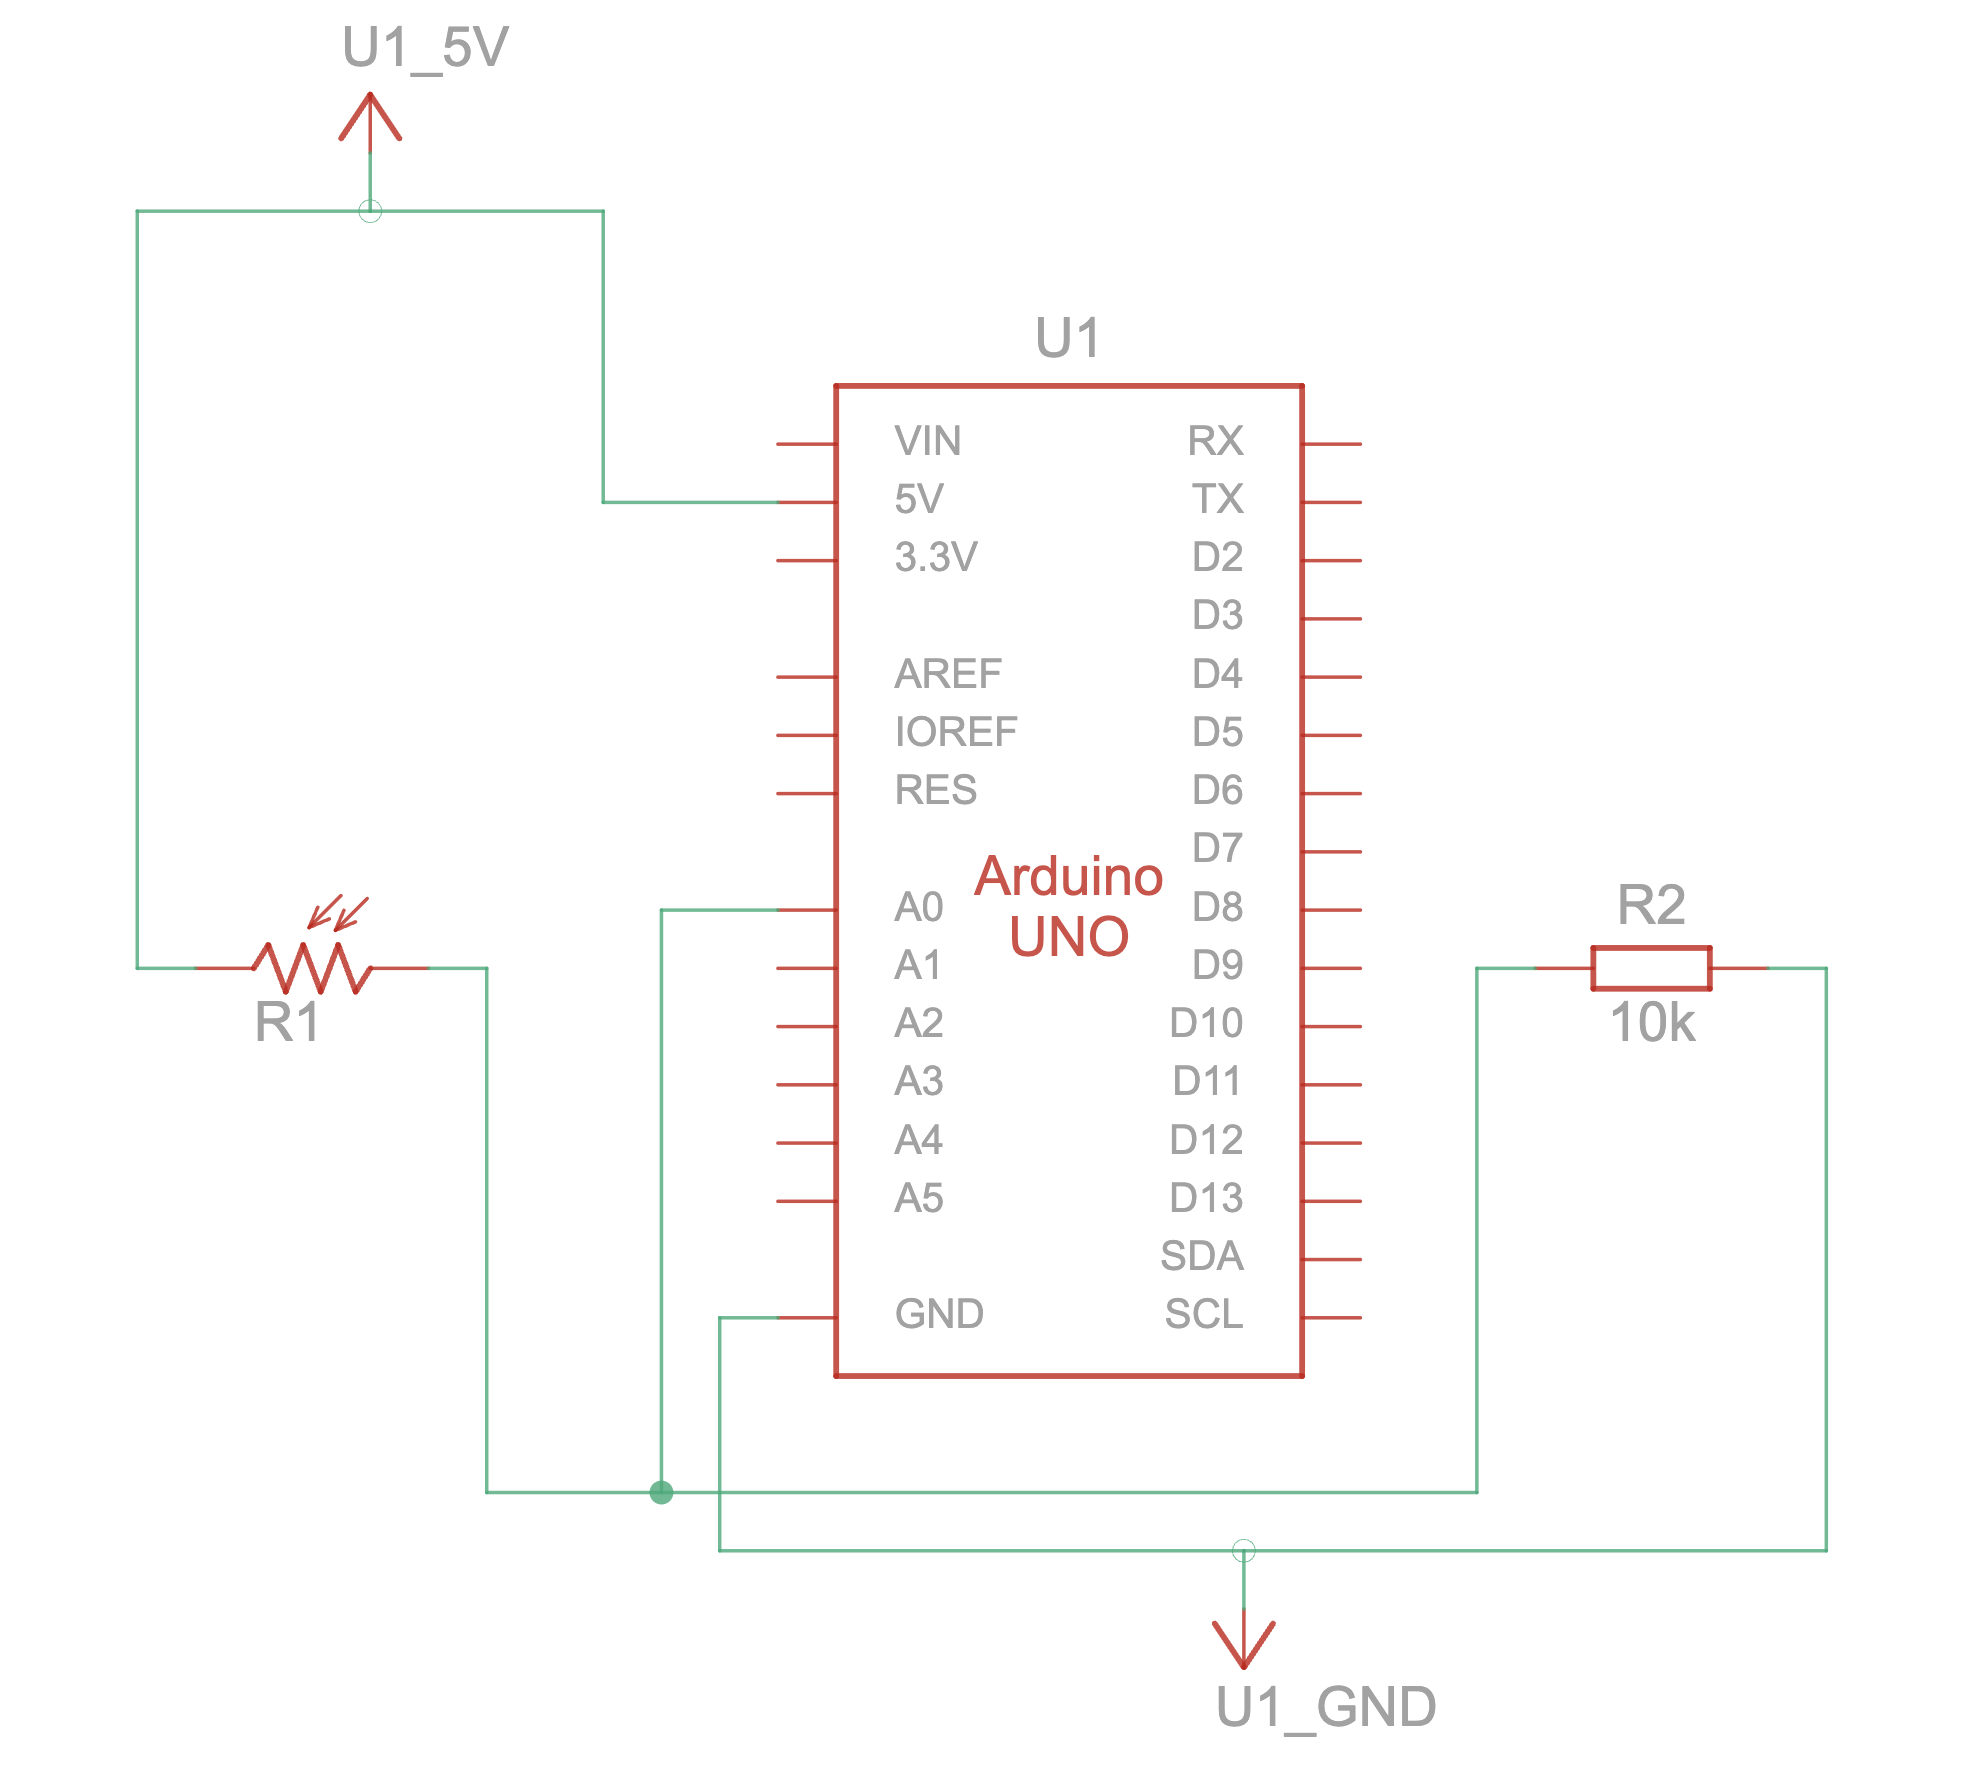 U1_5V
U1
VIN RX
5V TX
3.3V D2
D3
AREF D4
IOREF D5
RES D6
D7
Arduino
A0 D8
UNO
A1 D9
A2 D10
A3 D11
A4 D12
A5 D13
SDA
GND SCL
R1
R2
10k
U1_GND